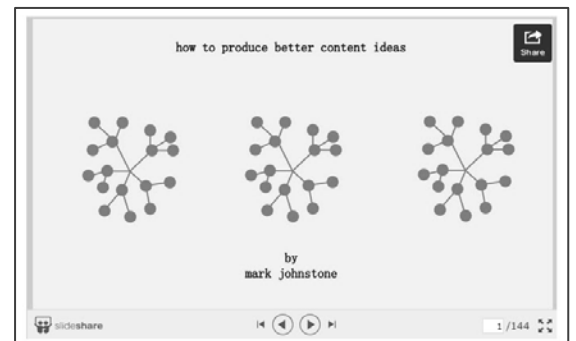 how to produce better content ideas
Share
by
mark johnstone
slideshare
1 /144